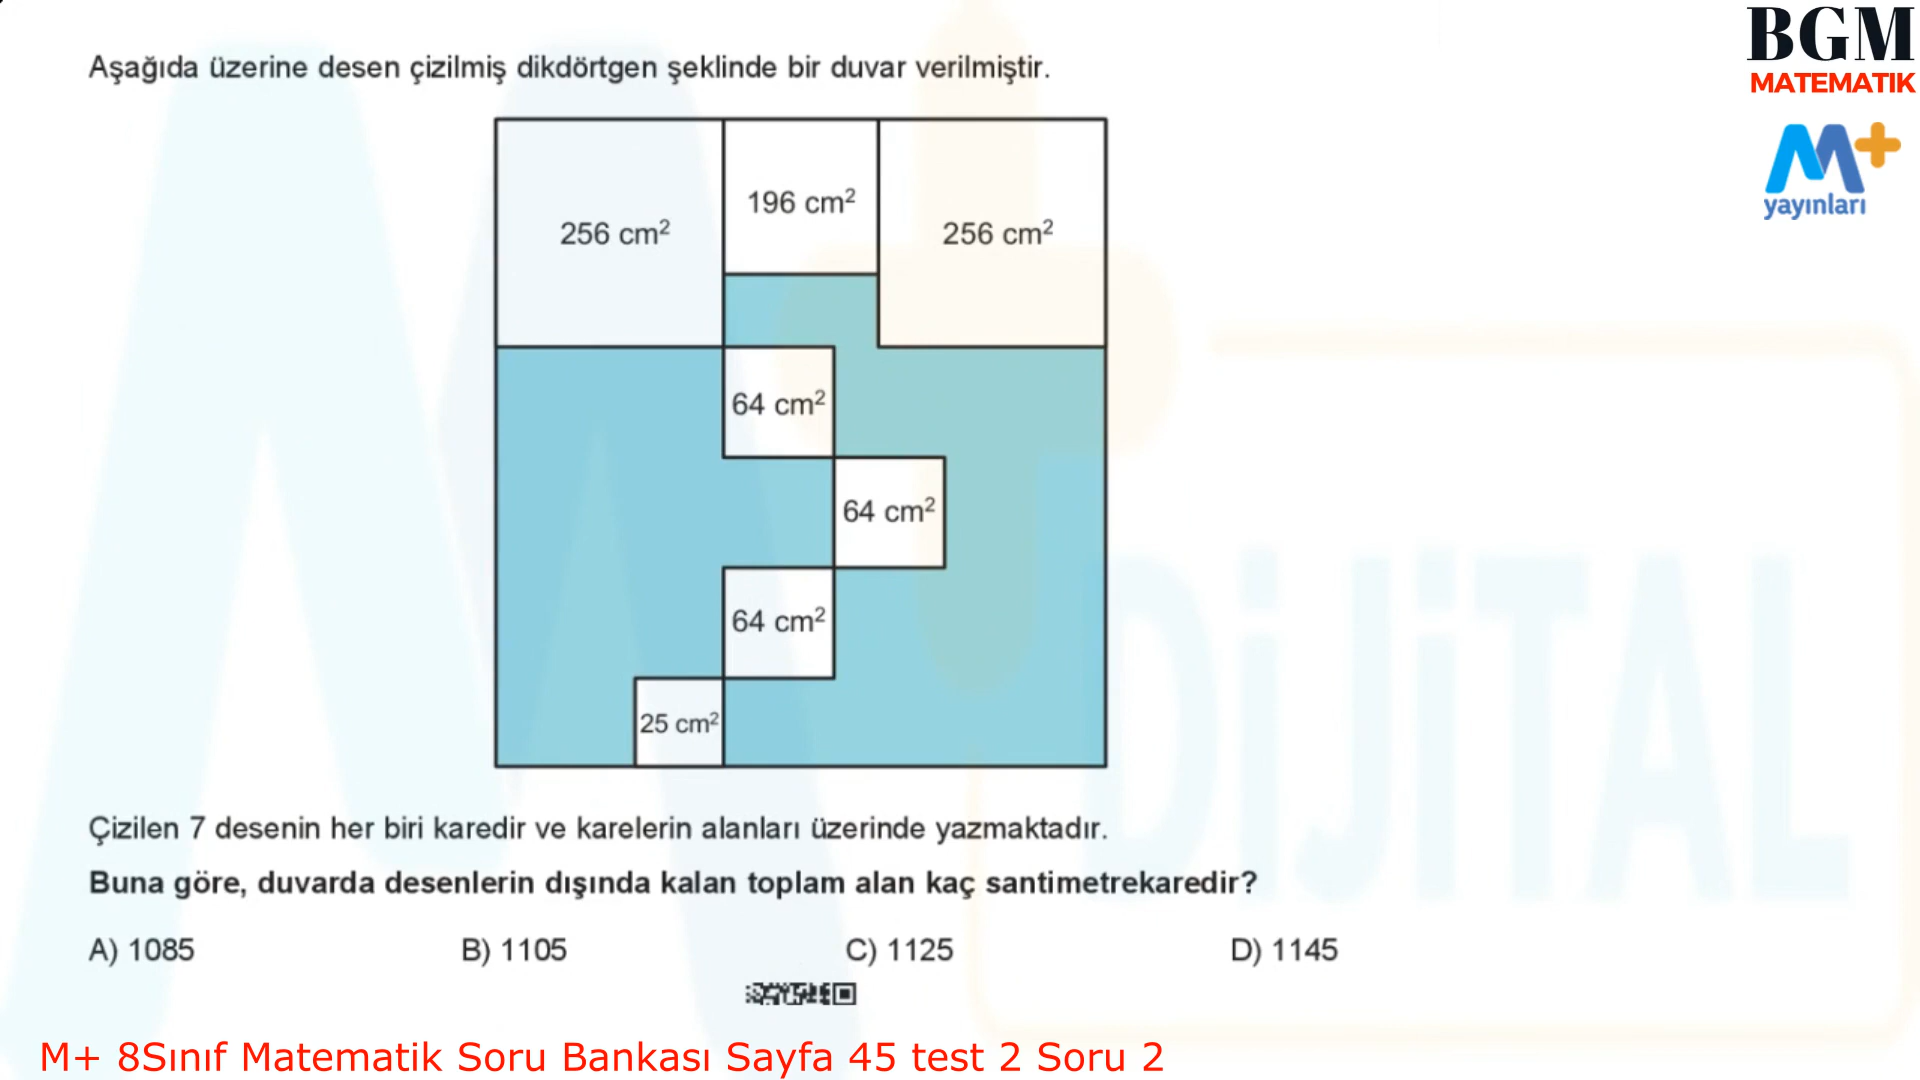 BGM
MATEMATIK
M+
yayınları
Aşağıda üzerine desen çizilmiş dikdörtgen şeklinde bir duvar verilmiştir.
256 cm²
196 cm²
256 cm²
64 cm²
64 cm²
64 cm²
25 cm²
DİJİTAL
Çizilen 7 desenin her biri karedir ve karelerin alanları üzerinde yazmaktadır.
Buna göre, duvarda desenlerin dışında kalan toplam alan kaç santimetrekaredir?
A) 1085 B) 1105 C) 1125 D) 1145
M+ 8Sınıf Matematik Soru Bankası Sayfa 45 test 2 Soru 2